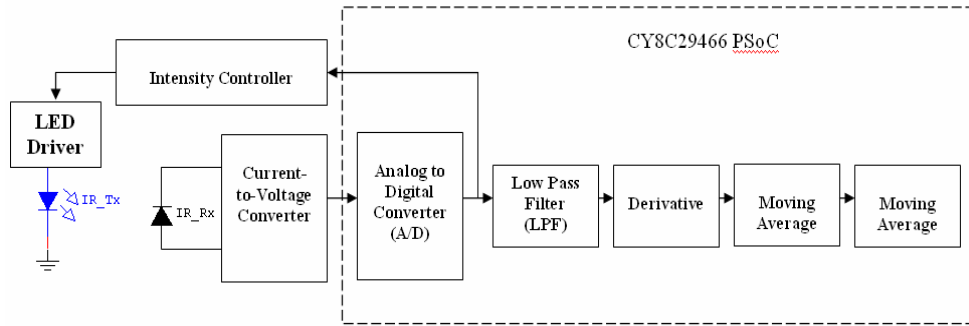 CY8C29466 PSoC
Intensity Controller
LED
Driver
IR_Tx
IR_Rx
Current-
to-Voltage
Converter
Analog to
Digital
Converter
(A/D)
Low Pass
Filter
(LPF)
Derivative
Moving
Average
Moving
Average